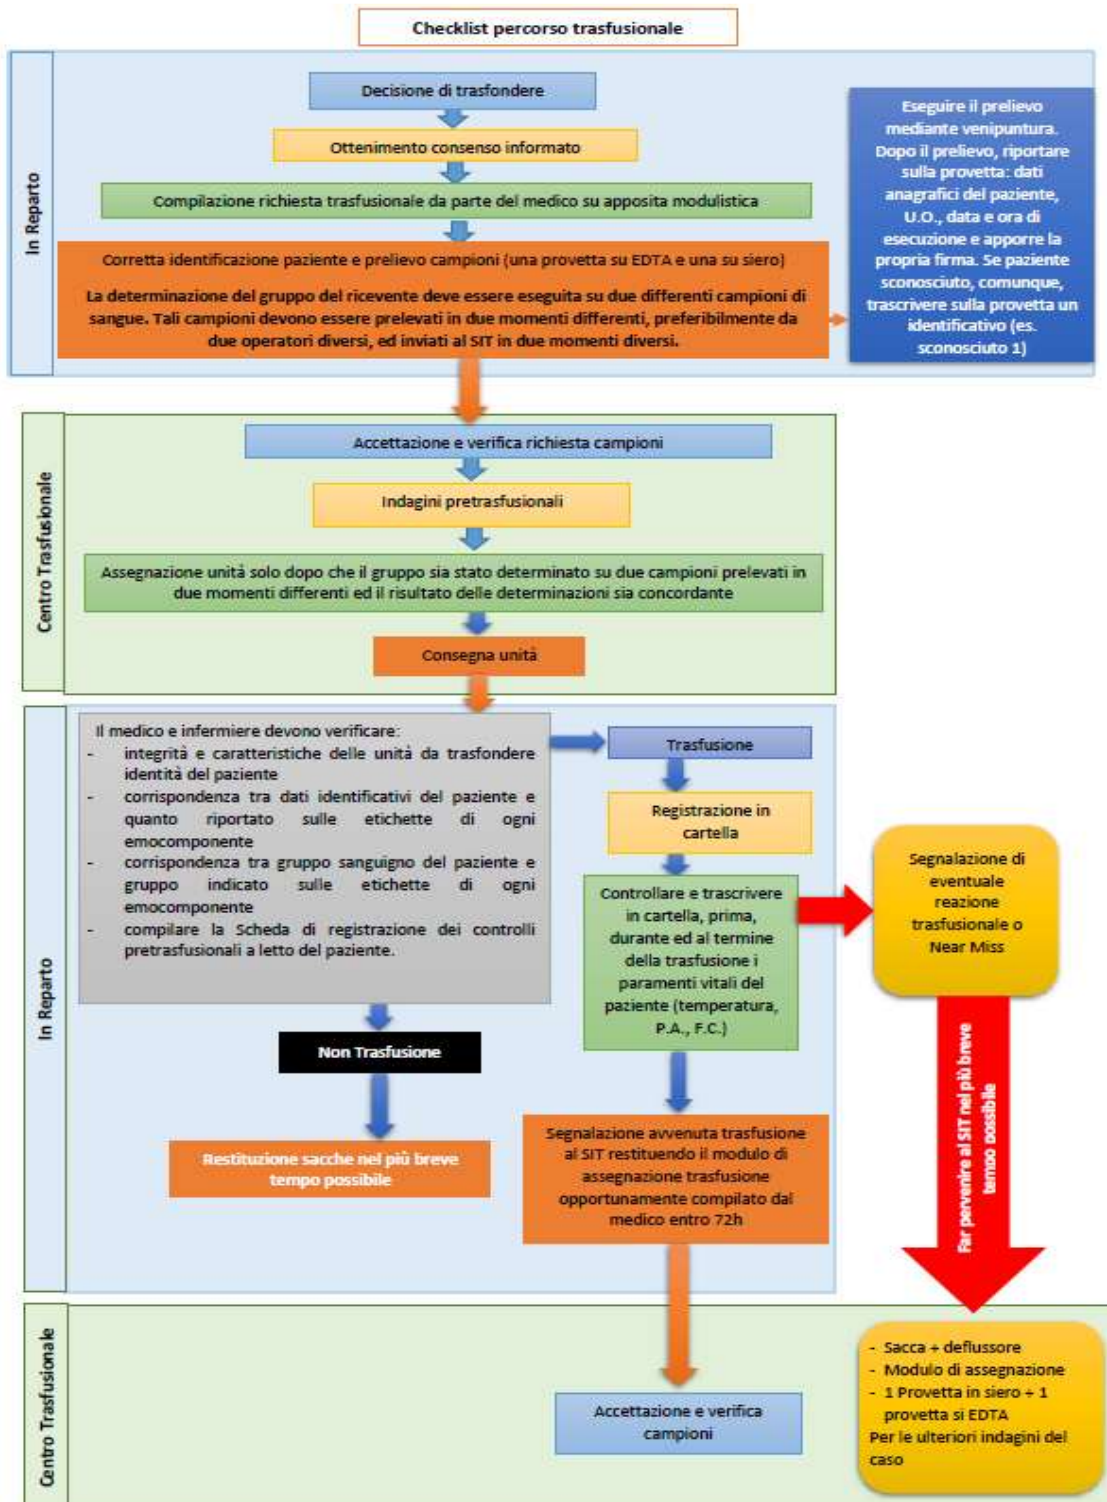 Checklist percorso trasfusionale
In Reparto
Decisione di trasfondere
Ottenimento consenso informato
Compilazione richiesta trasfusionale da parte del medico su apposita modulistica
Corretta identificazione paziente e prelievo campioni (una provetta su EDTA e una su siero)
La determinazione del gruppo del ricevente deve essere eseguita su due differenti campioni di
sangue. Tali campioni devono essere prelevati in due momenti differenti, preferibilmente da
due operatori diversi, ed inviati al SIT in due momenti diversi.
Eseguire il prelievo
mediante venipuntura.
Dopo il prelievo, riportare
sulla provetta: dati
anagrafici del paziente,
U.O., data e ora di
esecuzione e apporre la
propria firma. Se paziente
sconosciuto, comunque,
trascrivere sulla provetta un
identificativo (es.
sconosciuto 1)
Centro Trasfusionale
Accettazione e verifica richiesta campioni
Indagini pretrasfusionali
Assegnazione unità solo dopo che il gruppo sia stato determinato su due campioni prelevati in
due momenti differenti ed il risultato delle determinazioni sia concordante
Consegna unità
In Reparto
Il medico e infermiere devono verificare:
- integrità e caratteristiche delle unità da trasfondere
identità del paziente
- corrispondenza tra dati identificativi del paziente e
quanto riportato sulle etichette di ogni
emocomponente
- corrispondenza tra gruppo sanguigno del paziente e
gruppo indicato sulle etichette di ogni
emocomponente
- compilare la Scheda di registrazione dei controlli
pretrasfusionali a letto del paziente.
Non Trasfusione
Restituzione sacche nel più breve
tempo possibile
Trasfusione
Registrazione in
cartella
Controllare e trascrivere
in cartella, prima,
durante ed al termine
della trasfusione i
paramenti vitali del
paziente (temperatura,
P.A., F.C.)
Segnalazione avvenuta trasfusione
al SIT restituendo il modulo di
assegnazione trasfusione
opportunamente compilato dal
medico entro 72h
Segnalazione di
eventuale
reazione
trasfusionale o
Near Miss
Far pervenire al SIT nel più breve
tempo possibile
Centro Trasfusionale
Accettazione e verifica
campioni
- Sacca + deflussore
- Modulo di assegnazione
- 1 Provetta in siero + 1
provetta si EDTA
Per le ulteriori indagini del
caso